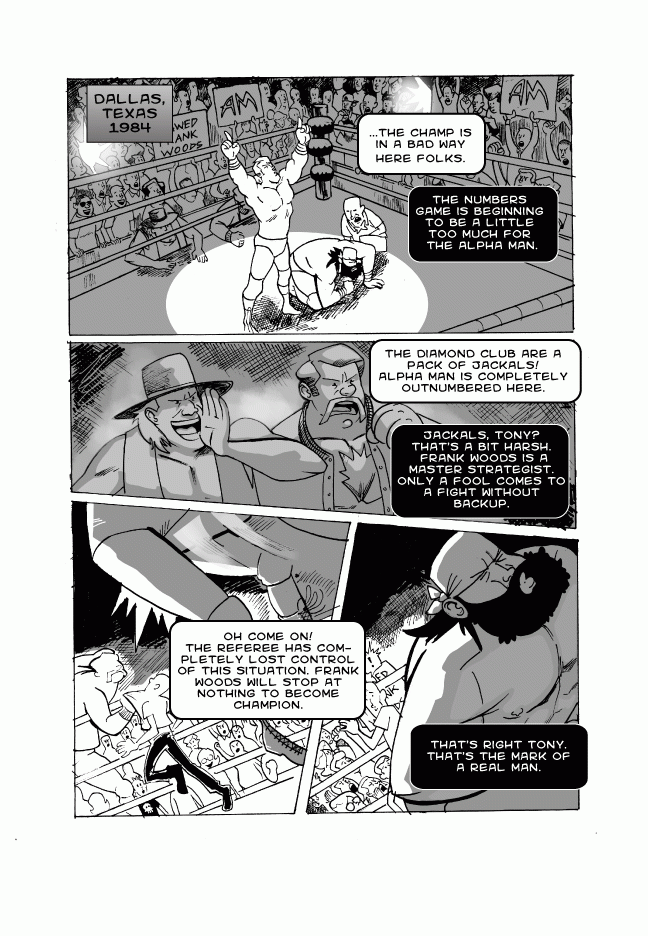 DALLAS,
TEXAS
1984
AM
AM
WOODS
...THE CHAMP IS
IN A BAD WAY
HERE FOLKS.
THE NUMBERS
GAME IS BEGINNING
TO BE A LITTLE
TOO MUCH FOR
THE ALPHA MAN.
THE DIAMOND CLUB ARE A
PACK OF JACKALS!
ALPHA MAN IS COMPLETELY
OUTNUMBERED HERE.
JACKALS, TONY?
THAT'S A BIT HARSH.
FRANK WOODS IS A
MASTER STRATEGIST.
ONLY A FOOL COMES TO
A FIGHT WITHOUT
BACKUP.
OH COME ON!
THE REFEREE HAS COM-
PLETELY LOST CONTROL
OF THIS SITUATION. FRANK
WOODS WILL STOP AT
NOTHING TO BECOME
CHAMPION.
THAT'S RIGHT TONY.
THAT'S THE MARK OF
A REAL MAN.